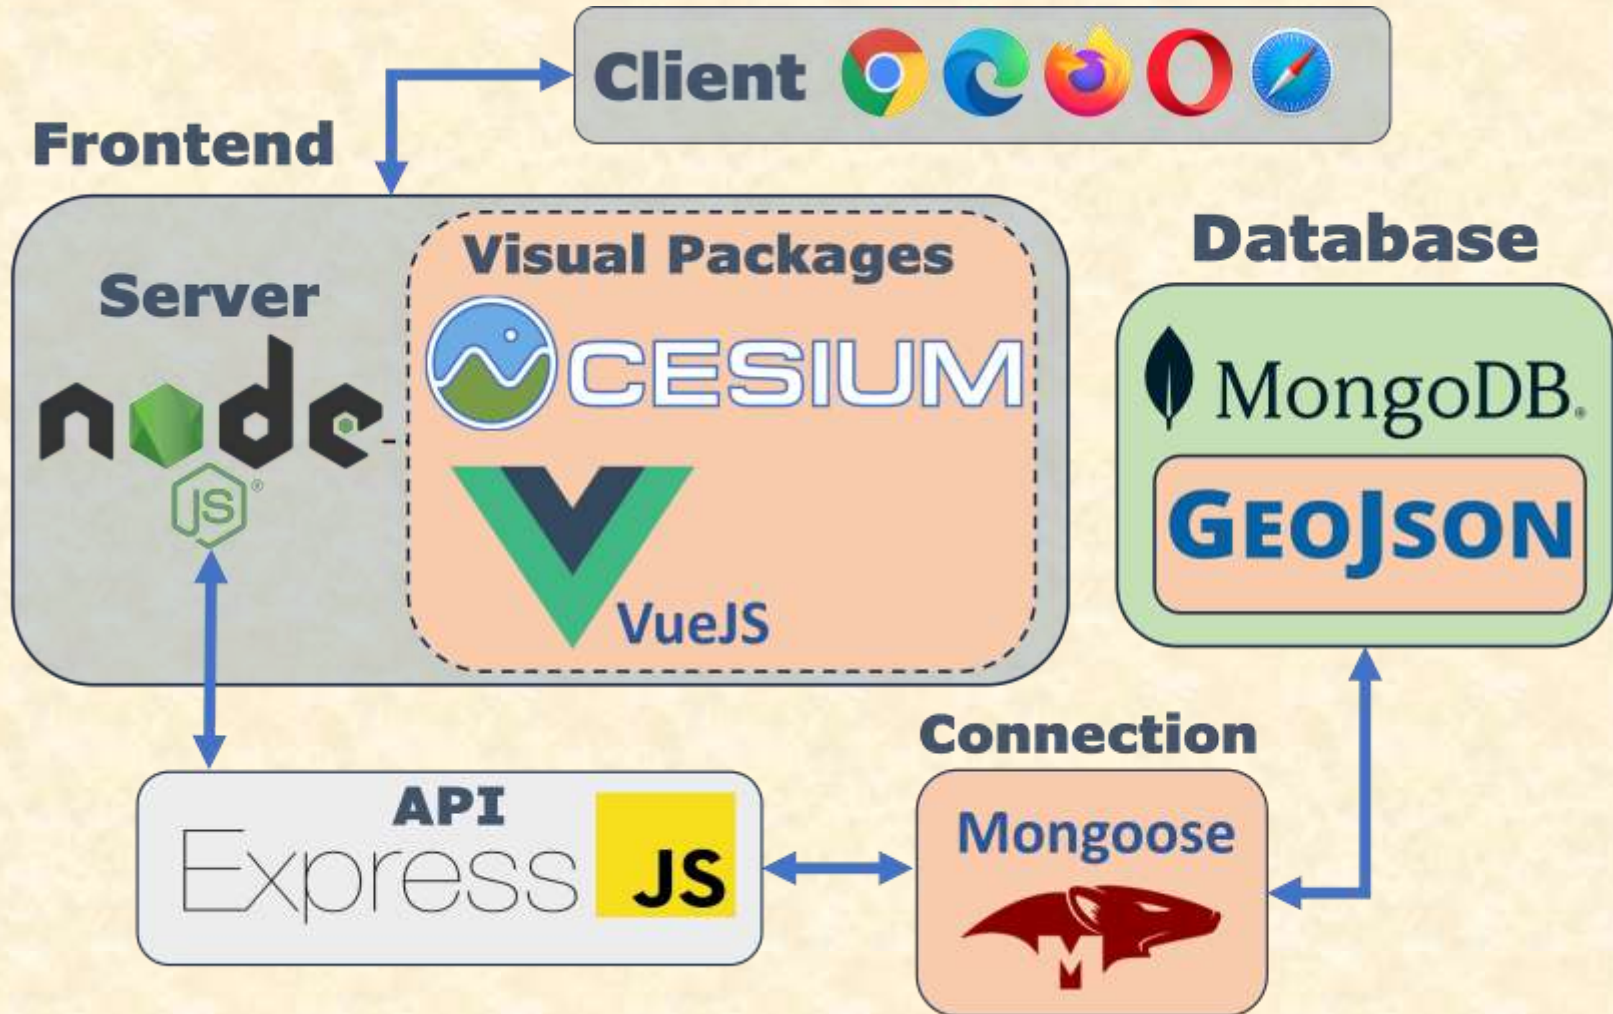 Client
Frontend
Server
node
JS
®
Visual Packages
CESIUM
VueJS
Database
MongoDB®
GEOJSON
API
Express
JS
Connection
Mongoose
M